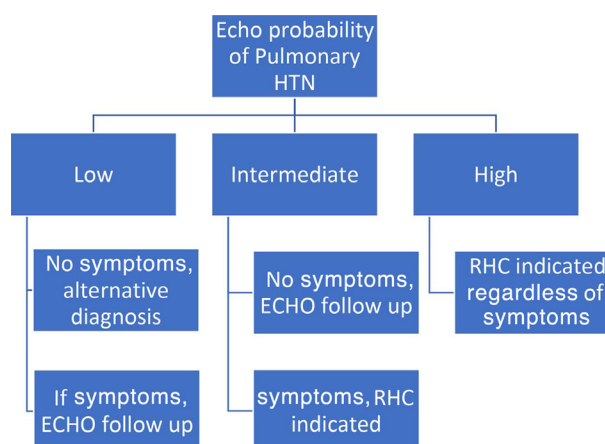 Echo probability
of Pulmonary
HTN
Low
Intermediate
High
No symptoms,
alternative
diagnosis
If symptoms,
ECHO follow up
No symptoms,
ECHO follow up
symptoms, RHC
indicated
RHC indicated
regardless of
symptoms